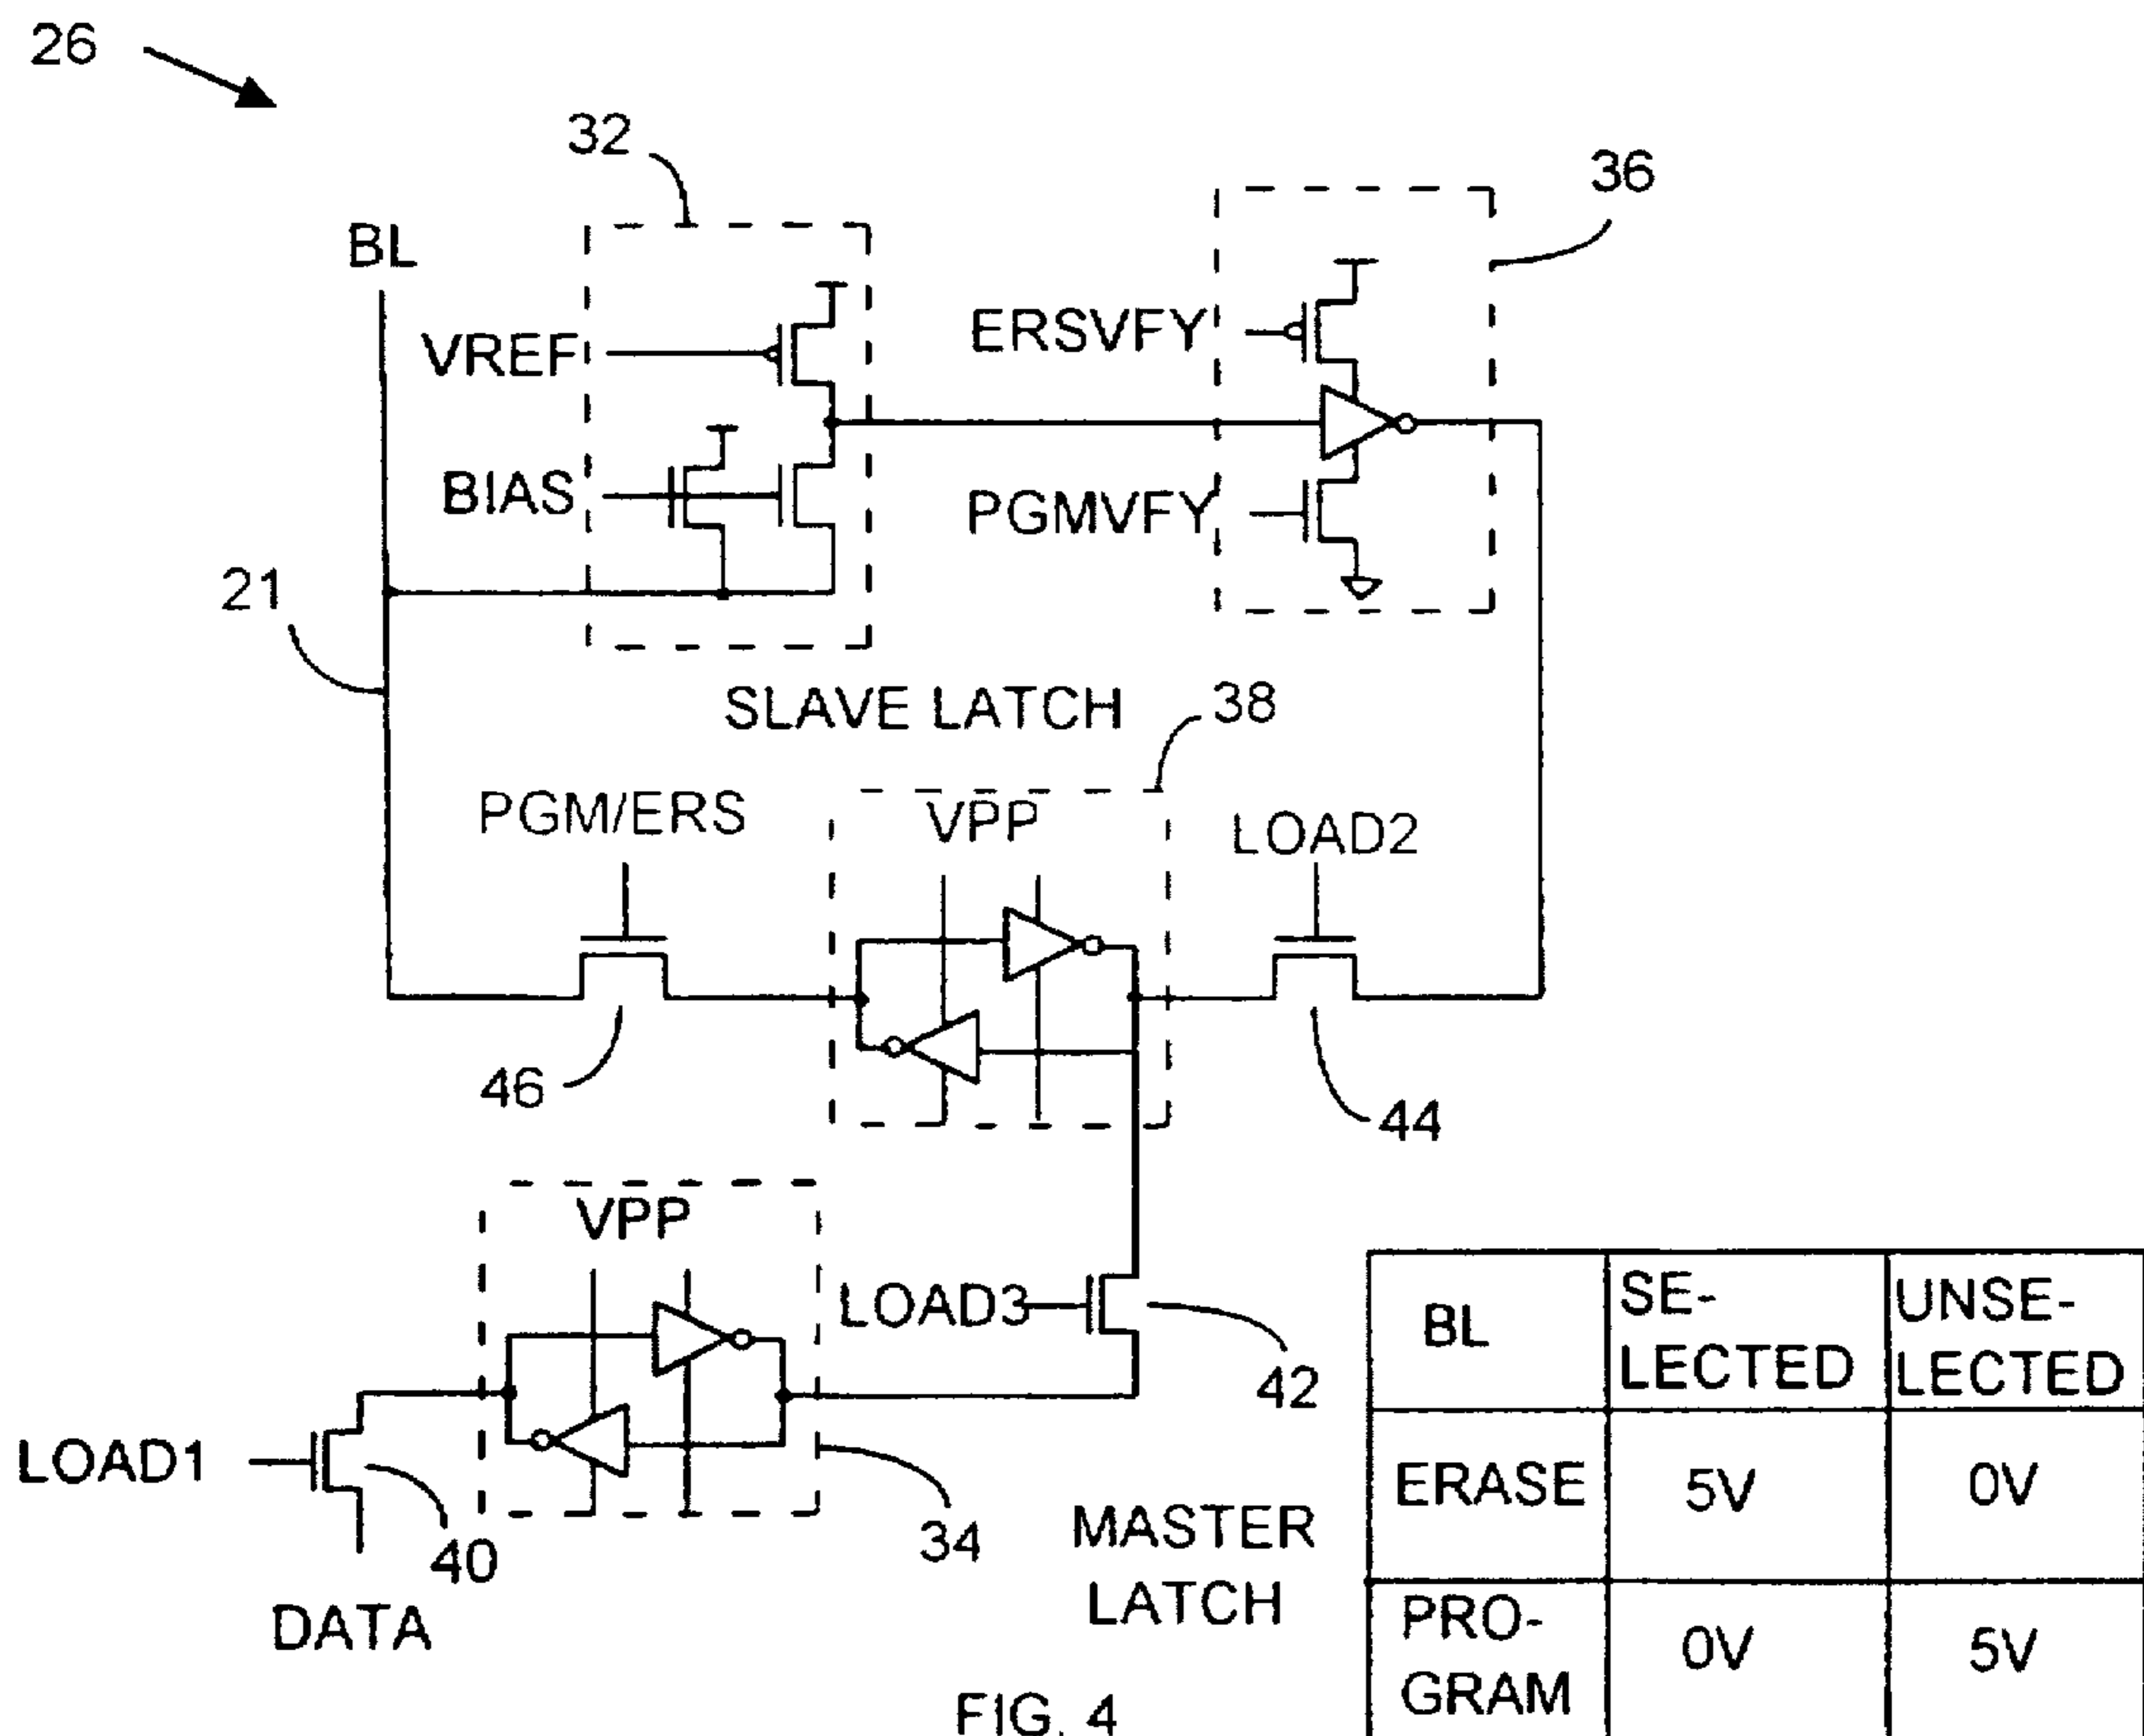 26
32
36
BL
VREF
ERSVFY
BIAS
PGMVFY
21
SLAVE LATCH
38
PGM/ERS
VPP
LOAD2
46
44
VPP
LOAD3
42
LOAD1
40
34
DATA
MASTER
LATCH
BL
SE-
LECTED
UNSE-
LECTED
ERASE
5V
0V
PRO-
GRAM
0V
5V
FIG. 4